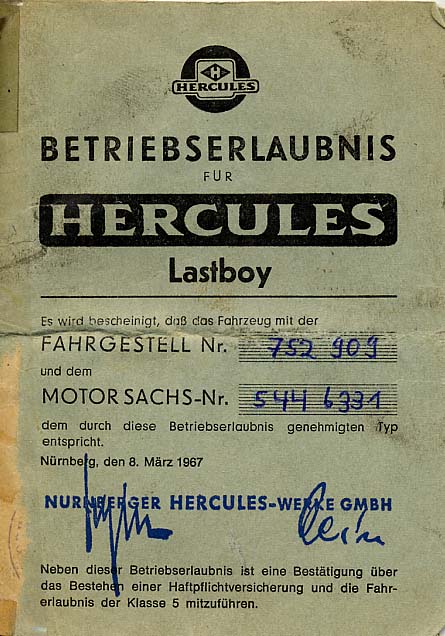 HERCULES
BETRIEBSERLAUBNIS
FÜR
HERCULES
Lastboy
Es wird bescheinigt, daß das Fahrzeug mit der
FAHRGESTELL Nr. 752 909
und dem
MOTOR SACHS-Nr. 544 6331
dem durch diese Betriebserlaubnis genehmigten Typ
entspricht.
Nürnberg, den 8. März 1967
NÜRNBERGER HERCULES-WERKE GMBH
Neben dieser Betriebserlaubnis ist eine Bestätigung über
das Bestehen einer Haftpflichtversicherung und die Fahr-
erlaubnis der Klasse 5 mitzuführen.